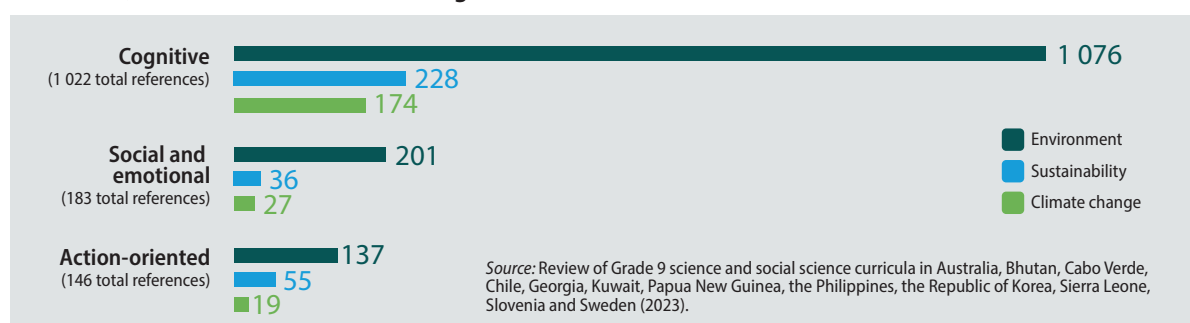 Cognitive
(1 022 total references)
1 076
228
174
Social and
emotional
(183 total references)
201
36
27
Action-oriented
(146 total references)
137
55
19
Environment
Sustainability
Climate change
Source: Review of Grade 9 science and social science curricula in Australia, Bhutan, Cabo Verde,
Chile, Georgia, Kuwait, Papua New Guinea, the Philippines, the Republic of Korea, Sierra Leone,
Slovenia and Sweden (2023).